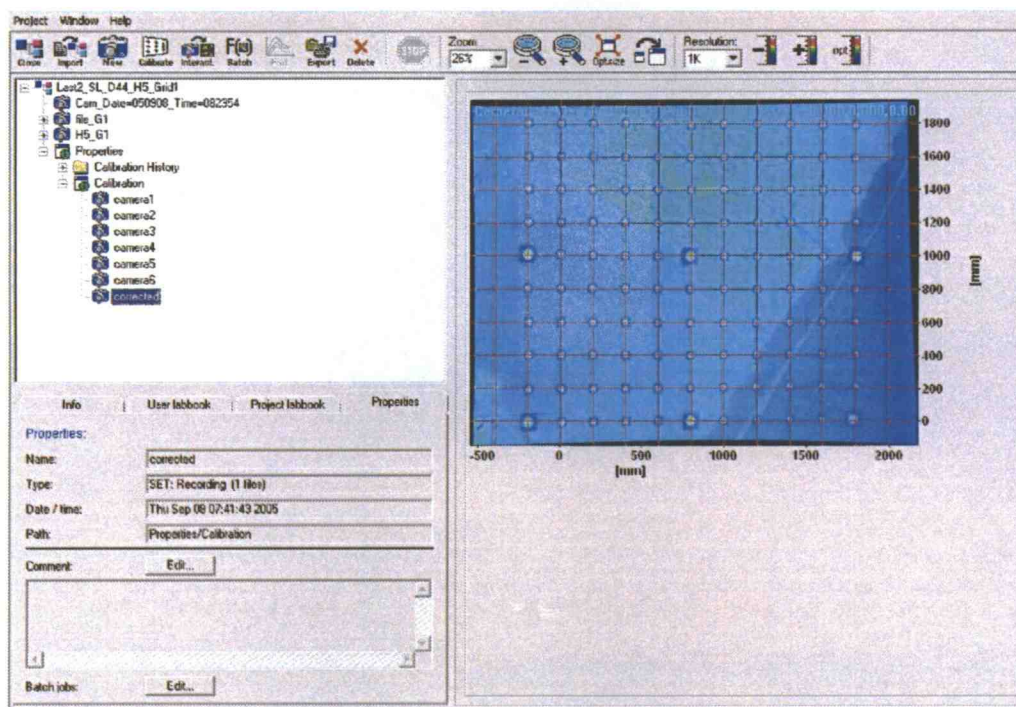 Project Window Help
Close Import New Calibrate Interact. F(x) Batch Export Delete STOP Zoom 26% Opt.size Resolution: 1K opt
Last2_SL_D44_H5_Grid1
Cam_Date=050908_Time=082354
file_G1
H5_G1
Properties
Calibration History
Calibration
camera1
camera2
camera3
camera4
camera5
camera6
corrected
1800
1600
1400
1200
1000
800
600
400
200
0
[mm]
-500 0 500 1000 1500 2000
[mm]
Info User labbook Project labbook Properties
Properties:
Name: corrected
Type: SET: Recording (1 files)
Date / time: Thu Sep 08 07:41:43 2005
Path: Properties/Calibration
Comment: Edit...
Batch jobs: Edit...